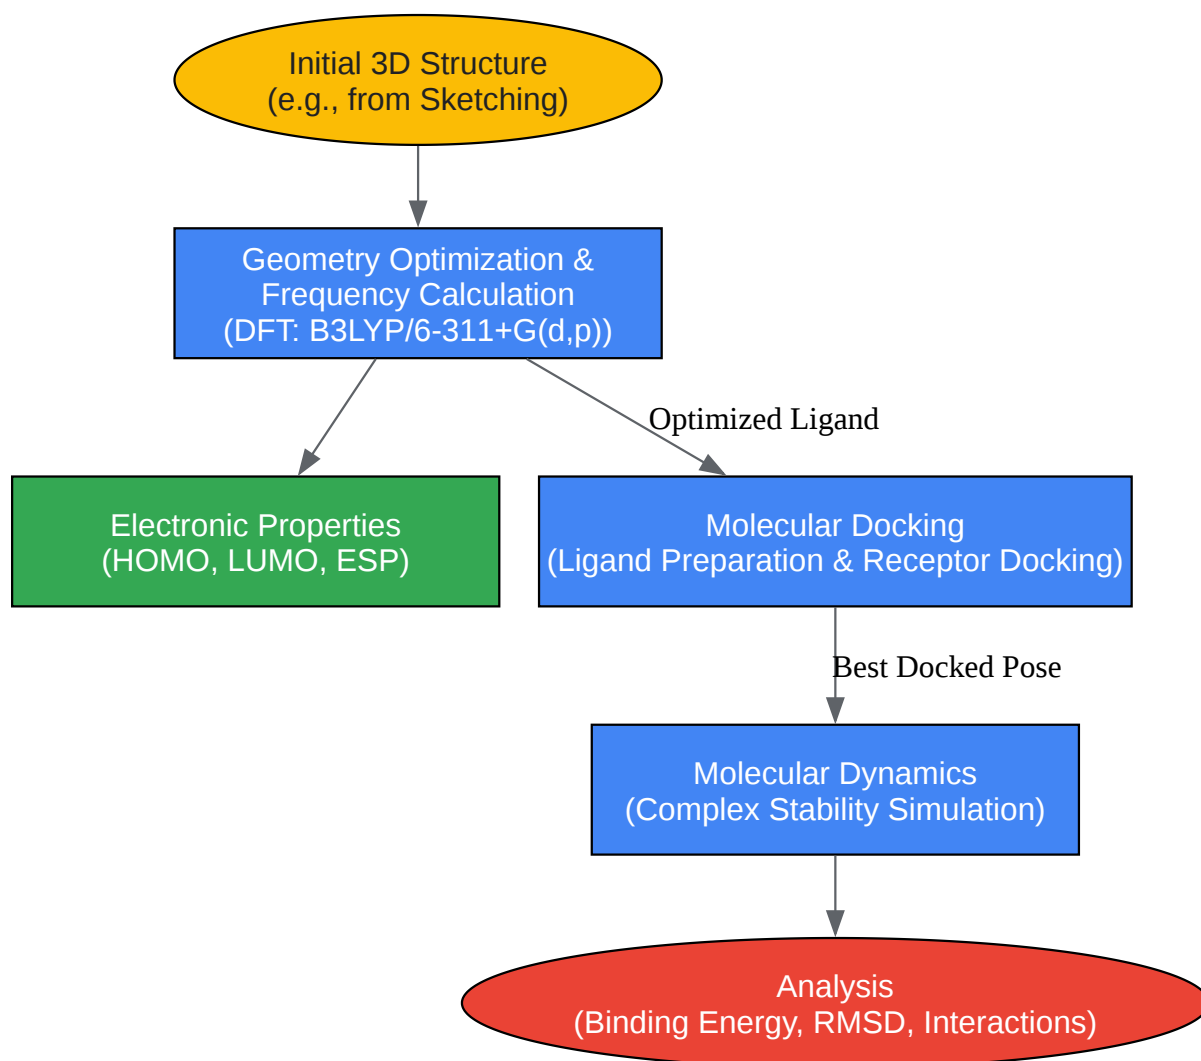 Initial 3D Structure
(e.g., from Sketching)
Geometry Optimization &
Frequency Calculation
(DFT: B3LYP/6-311+G(d,p))
Optimized Ligand
Electronic Properties
(HOMO, LUMO, ESP)
Molecular Docking
(Ligand Preparation & Receptor Docking)
Best Docked Pose
Molecular Dynamics
(Complex Stability Simulation)
Analysis
(Binding Energy, RMSD, Interactions)